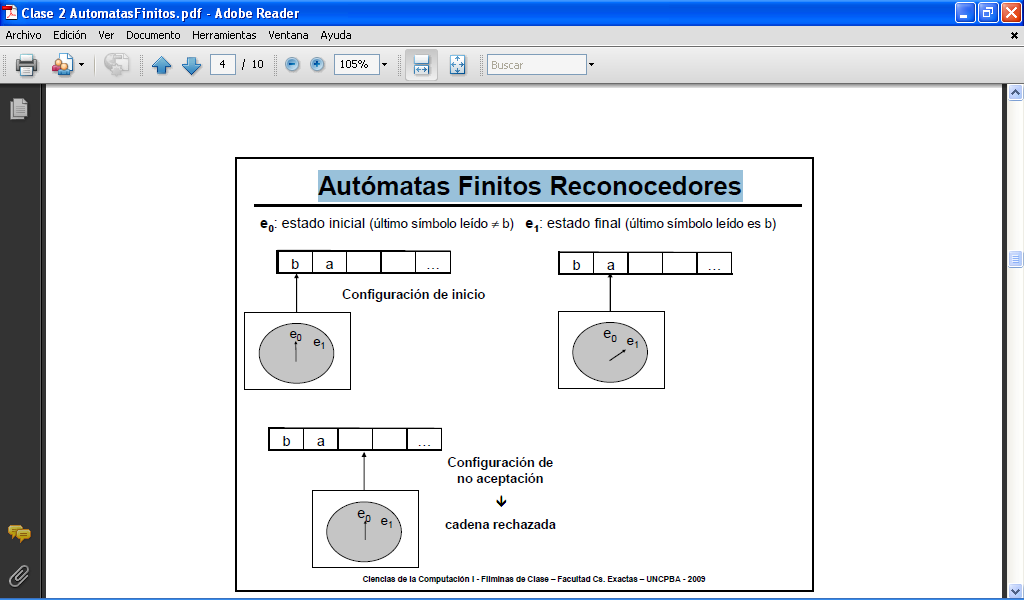 Clase 2 AutomatasFinitos.pdf - Adobe Reader
Archivo Edición Ver Documento Herramientas Ventana Ayuda
4 / 10 105% Buscar
Autómatas Finitos Reconocedores
e0: estado inicial (último símbolo leído ≠ b) e1: estado final (último símbolo leído es b)
b a ... b a ...
Configuración de inicio
e0 e1 e0 e1
b a ...
Configuración de
no aceptación
cadena rechazada
e0 e1
Ciencias de la Computación I - Filminas de Clase – Facultad Cs. Exactas – UNCPBA - 2009